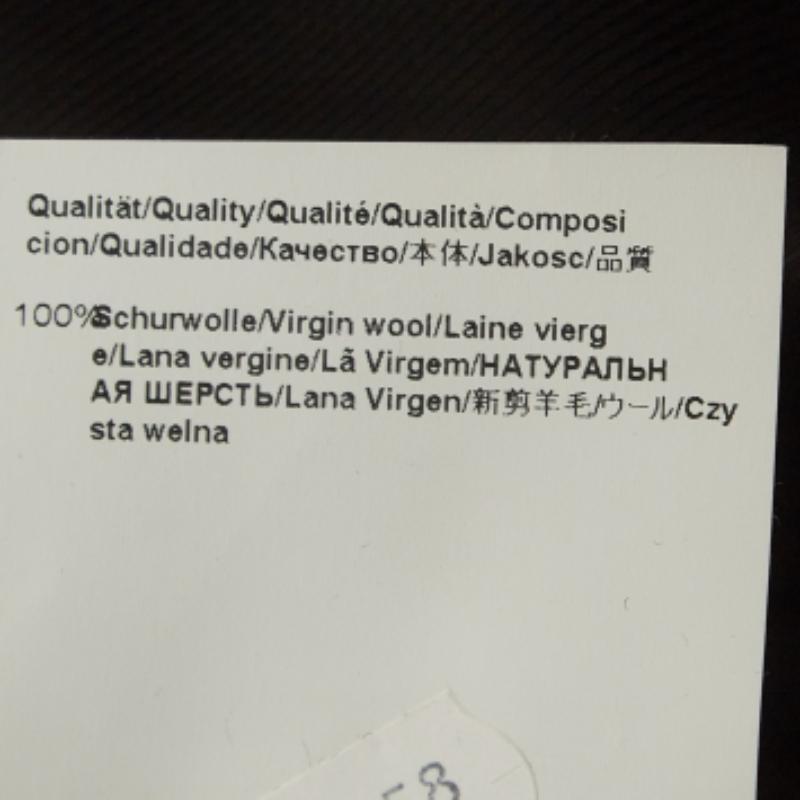 Qualität/Quality/Qualité/Qualità/Composi
cion/Qualidade/Качество/本体/Jakosc/品質
100%Schurwolle/Virgin wool/Laine vierg
e/Lana vergine/Lã Virgem/НАТУРАЛЬН
АЯ ШЕРСТЬ/Lana Virgen/新剪羊毛/ウール/Czy
sta welna